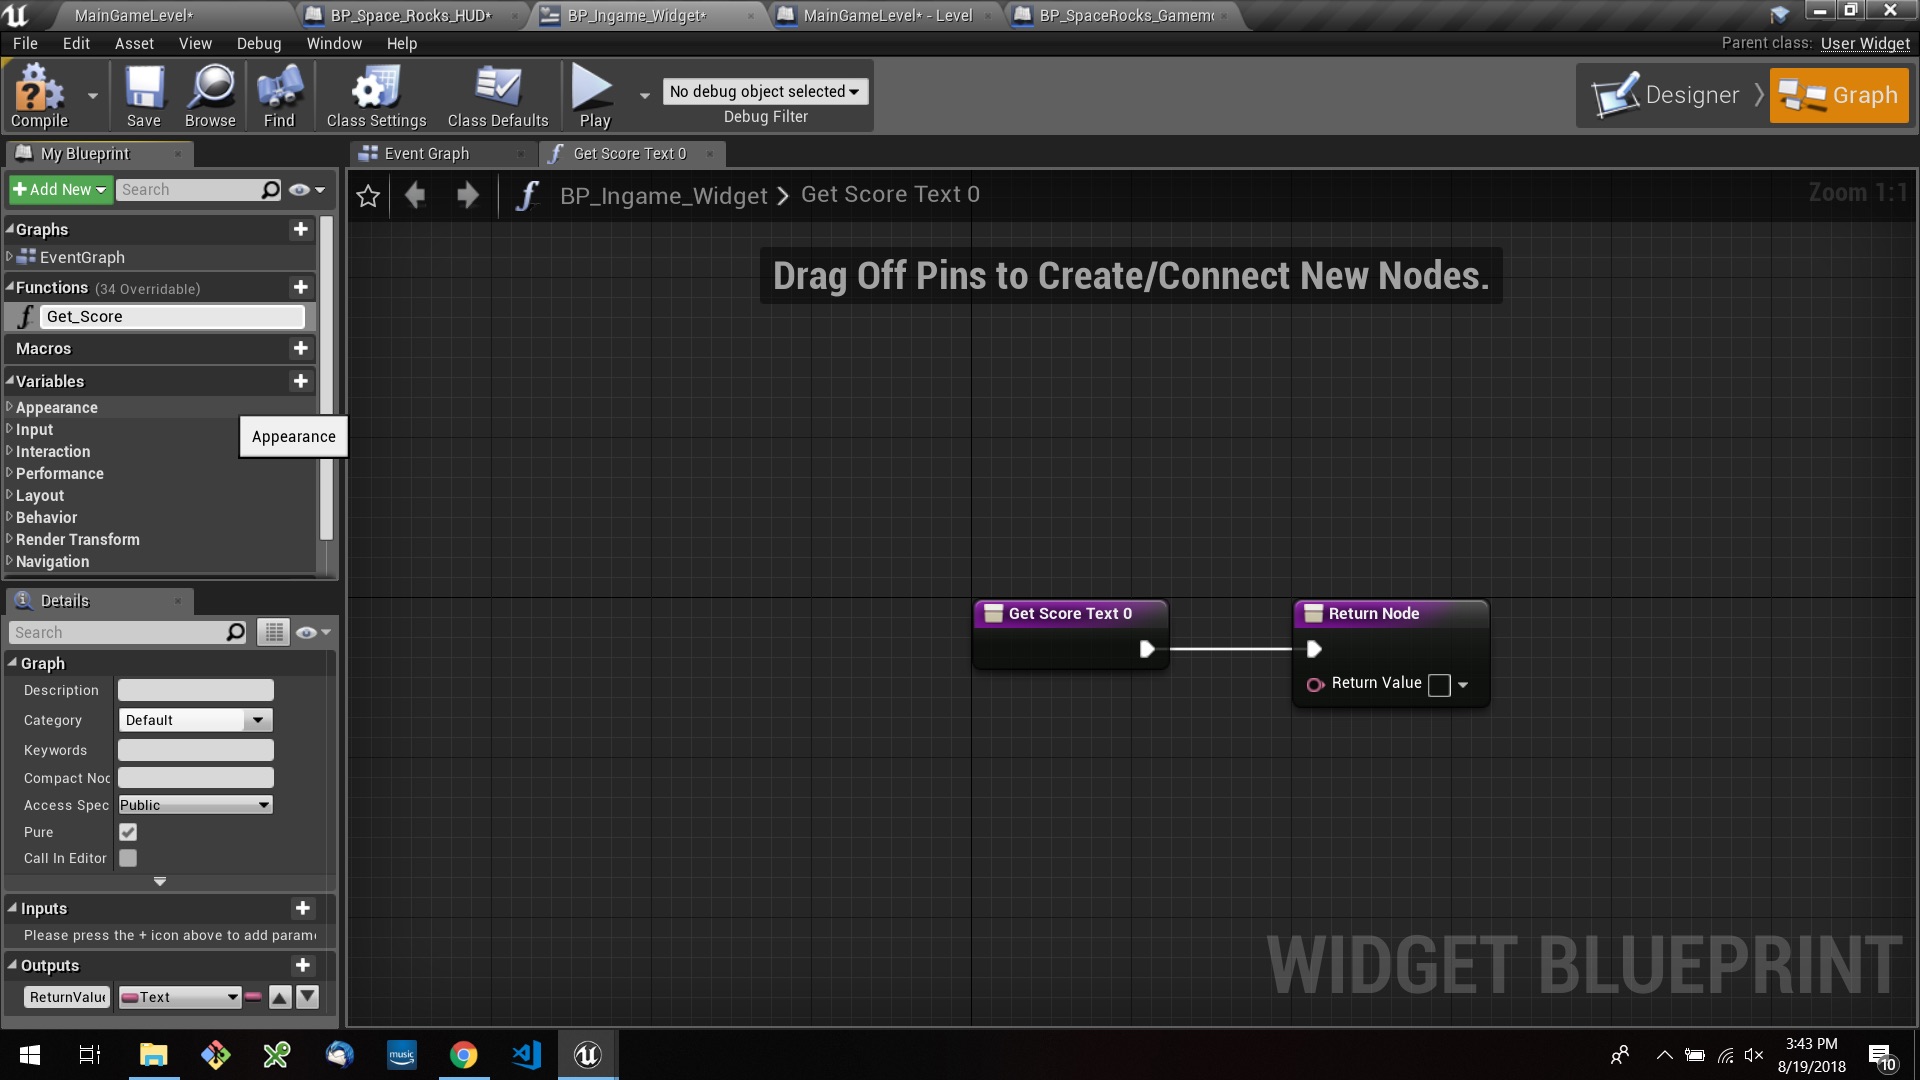 MainGameLevel*
BP_Space_Rocks_HUD*
BP_Ingame_Widget*
MainGameLevel* - Level
BP_SpaceRocks_Gamem
File Edit Asset View Debug Window Help
Parent class: User Widget
Compile
Save
Browse
Find
Class Settings
Class Defaults
Play
No debug object selected
Debug Filter
Designer
Graph
My Blueprint
Event Graph
Get Score Text 0
Add New
Search
BP_Ingame_Widget > Get Score Text 0
Zoom 1:1
Graphs
EventGraph
Functions (34 Overridable)
Get_Score
Macros
Variables
Appearance
Input
Interaction
Performance
Layout
Behavior
Render Transform
Navigation
Appearance
Drag Off Pins to Create/Connect New Nodes.
Get Score Text 0
Return Node
Return Value
Details
Search
Graph
Description
Category Default
Keywords
Compact Noc
Access Spec Public
Pure
Call In Editor
Inputs
Please press the + icon above to add parame
Outputs
ReturnValue Text
WIDGET BLUEPRINT
music
3:43 PM
8/19/2018
10